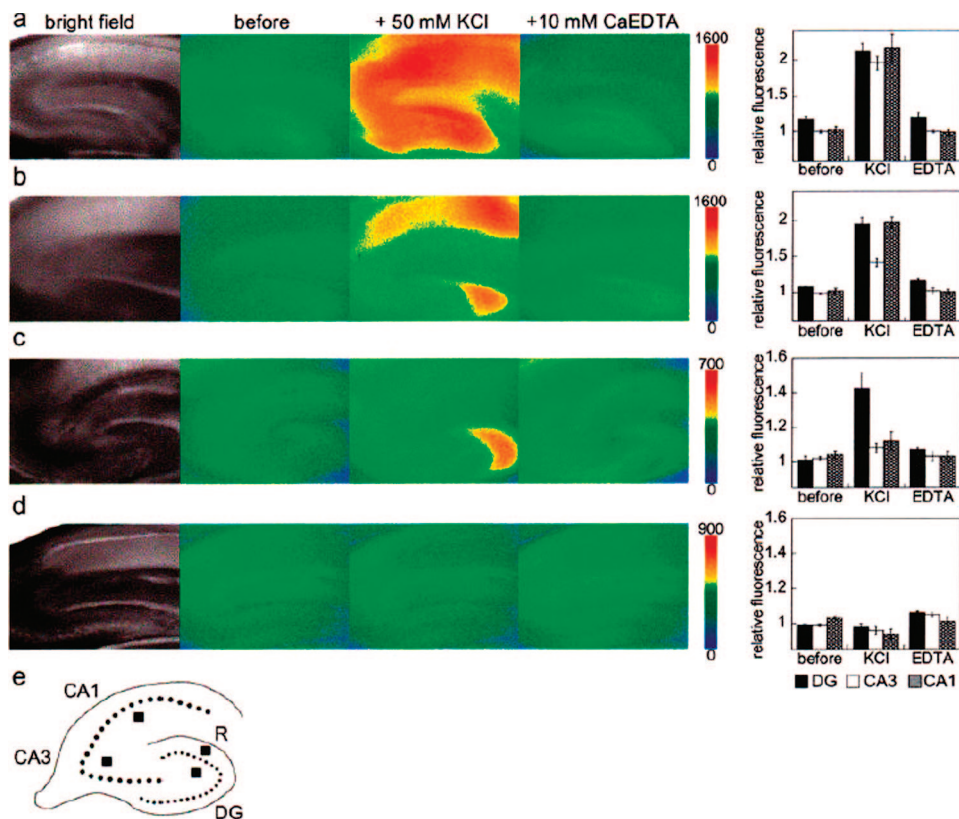 a
bright field before + 50 mM KCl +10 mM CaEDTA
1600
0
relative fluorescence
2
1.5
1
before KCl EDTA
b
1600
0
relative fluorescence
2
1.5
1
before KCl EDTA
c
700
0
relative fluorescence
1.6
1.4
1.2
1
before KCl EDTA
d
900
0
relative fluorescence
1.6
1.4
1.2
1
before KCl EDTA
DG CA3 CA1
e
CA1
CA3
R
DG